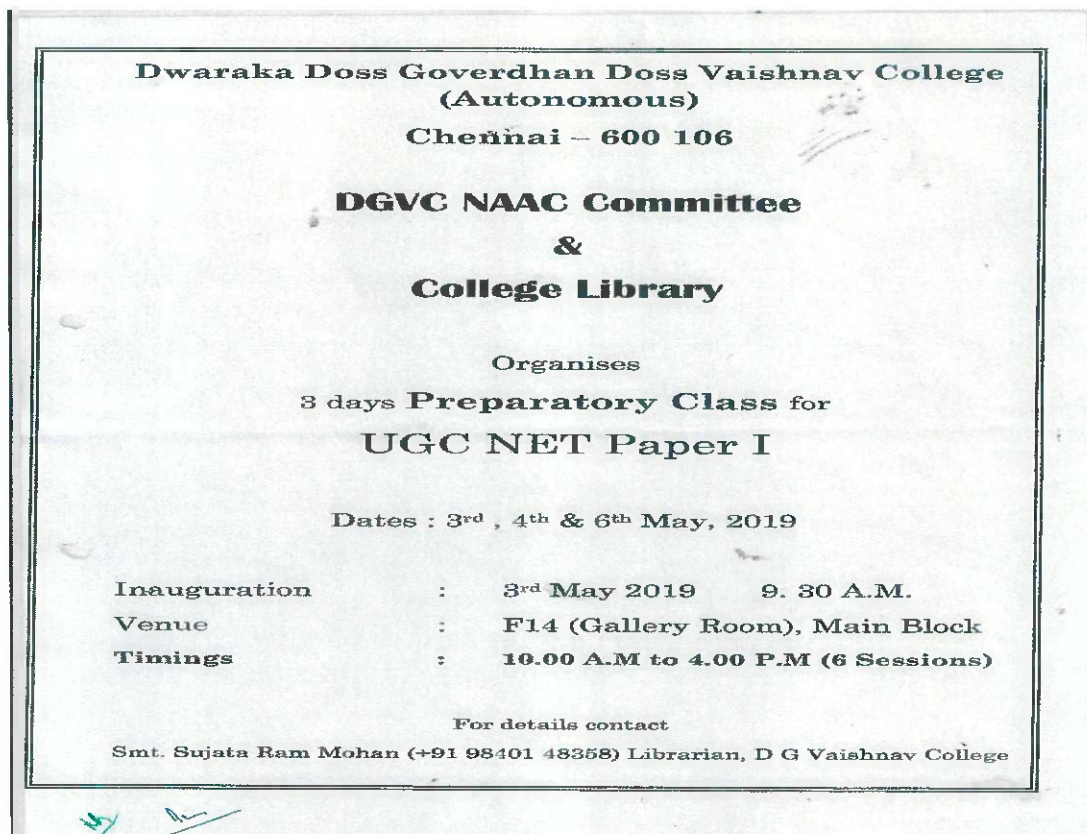 Dwaraka Doss Goverdhan Doss Vaishnav College
(Autonomous)
Chennai – 600 106
DGVC NAAC Committee
&
College Library
Organises
3 days Preparatory Class for
UGC NET Paper I
Dates : 3rd , 4th & 6th May, 2019
Inauguration : 3rd May 2019 9. 30 A.M.
Venue : F14 (Gallery Room), Main Block
Timings : 10.00 A.M to 4.00 P.M (6 Sessions)
For details contact
Smt. Sujata Ram Mohan (+91 98401 48358) Librarian, D G Vaishnav College